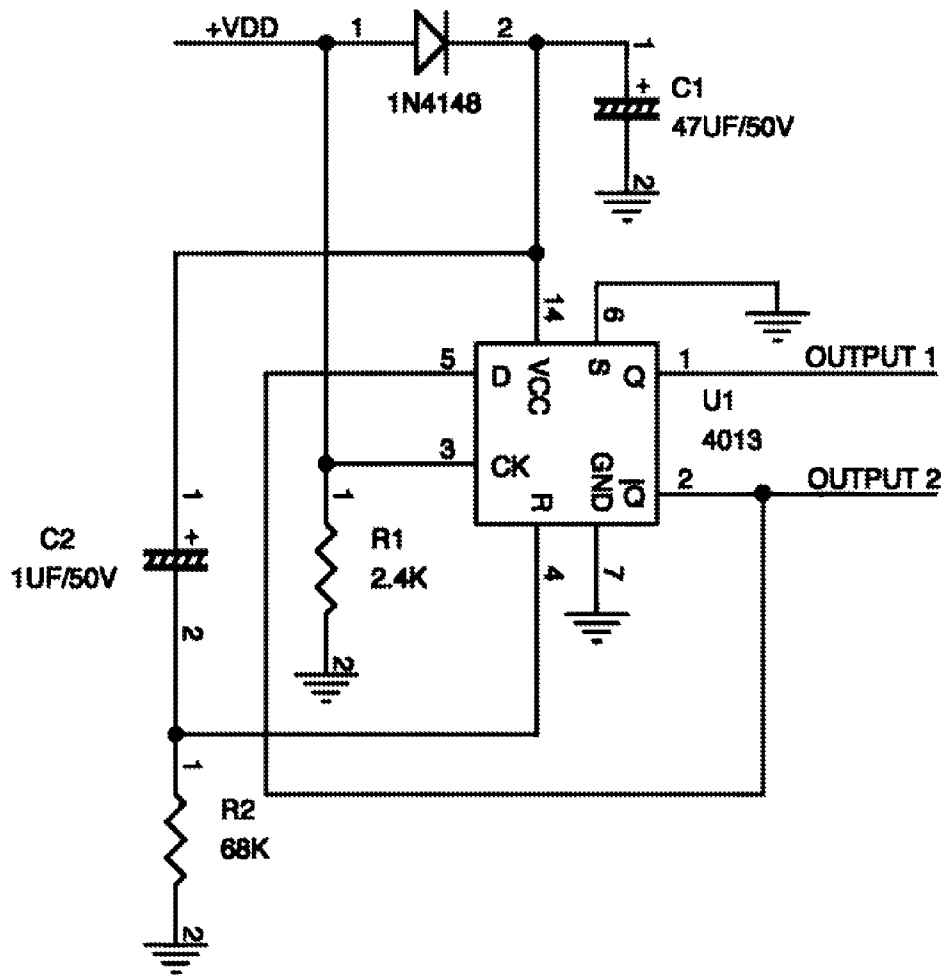 +VDD
1
2
1N4148
1
+
C1
47UF/50V
2
14
6
5
D
VCC
S
Q
1
OUTPUT 1
U1
4013
3
CK
R
GND
Q
2
OUTPUT 2
1
+
C2
1UF/50V
2
1
R1
2.4K
2
4
7
1
R2
68K
2